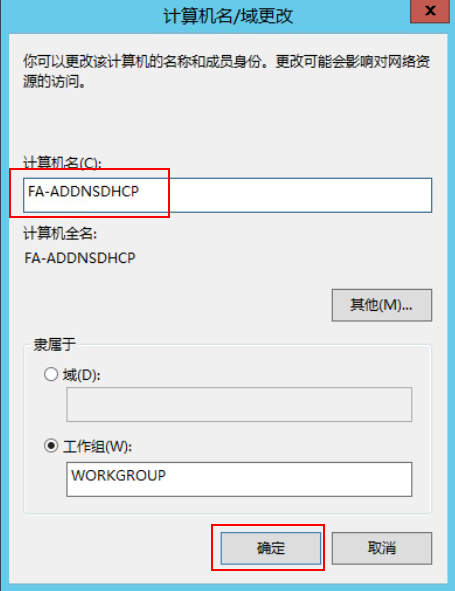 计算机名/域更改
x
你可以更改该计算机的名称和成员身份。更改可能会影响对网络资
源的访问。
计算机名(C):
FA-ADDNSDHCP
计算机全名:
FA-ADDNSDHCP
其他(M)...
隶属于
域(D):
工作组(W):
WORKGROUP
确定
取消